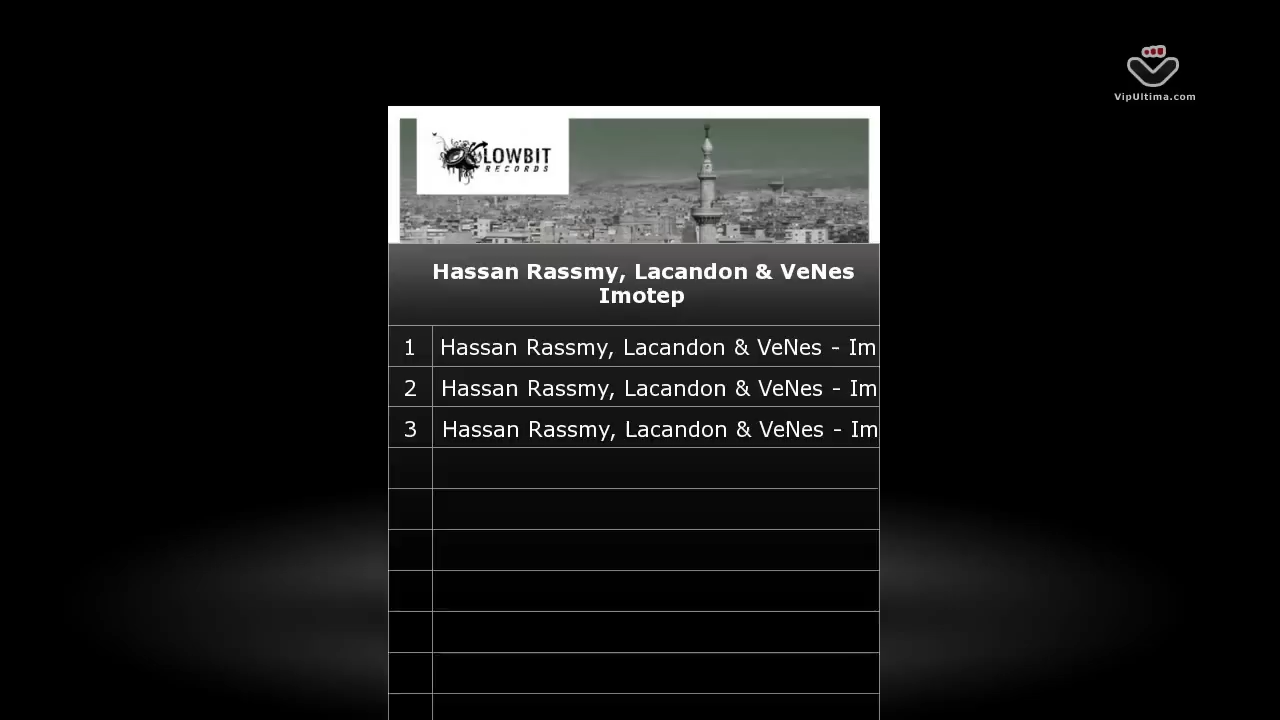 VipUltima.com
LOWBIT
RECORDS
Hassan Rassmy, Lacandon & VeNes
Imotep
1 Hassan Rassmy, Lacandon & VeNes - Im
2 Hassan Rassmy, Lacandon & VeNes - Im
3 Hassan Rassmy, Lacandon & VeNes - Im